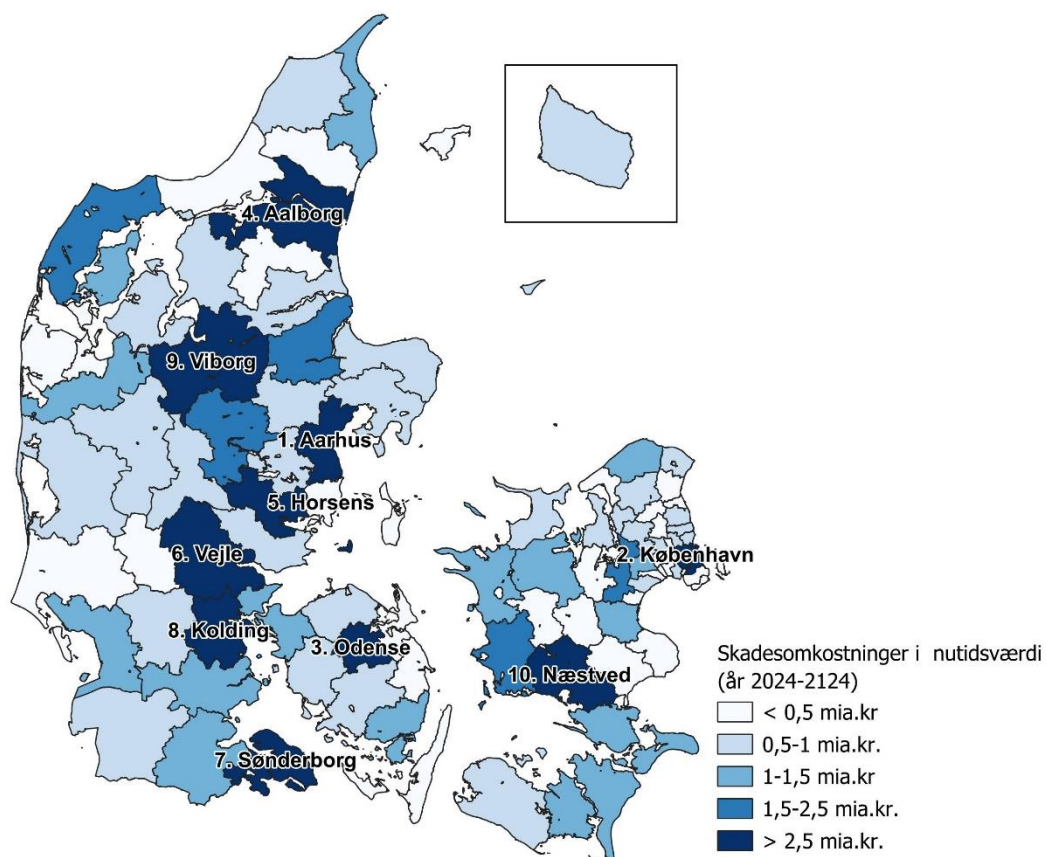 4. Aalborg
9. Viborg
1. Aarhus
5. Horsens
6. Vejle
2. København
8. Kolding
3. Odense
10. Næstved
7. Sønderborg
Skadesomkostninger i nutidsværdi
(år 2024-2124)
< 0,5 mia.kr
0,5-1 mia.kr.
1-1,5 mia.kr
1,5-2,5 mia.kr.
> 2,5 mia.kr.